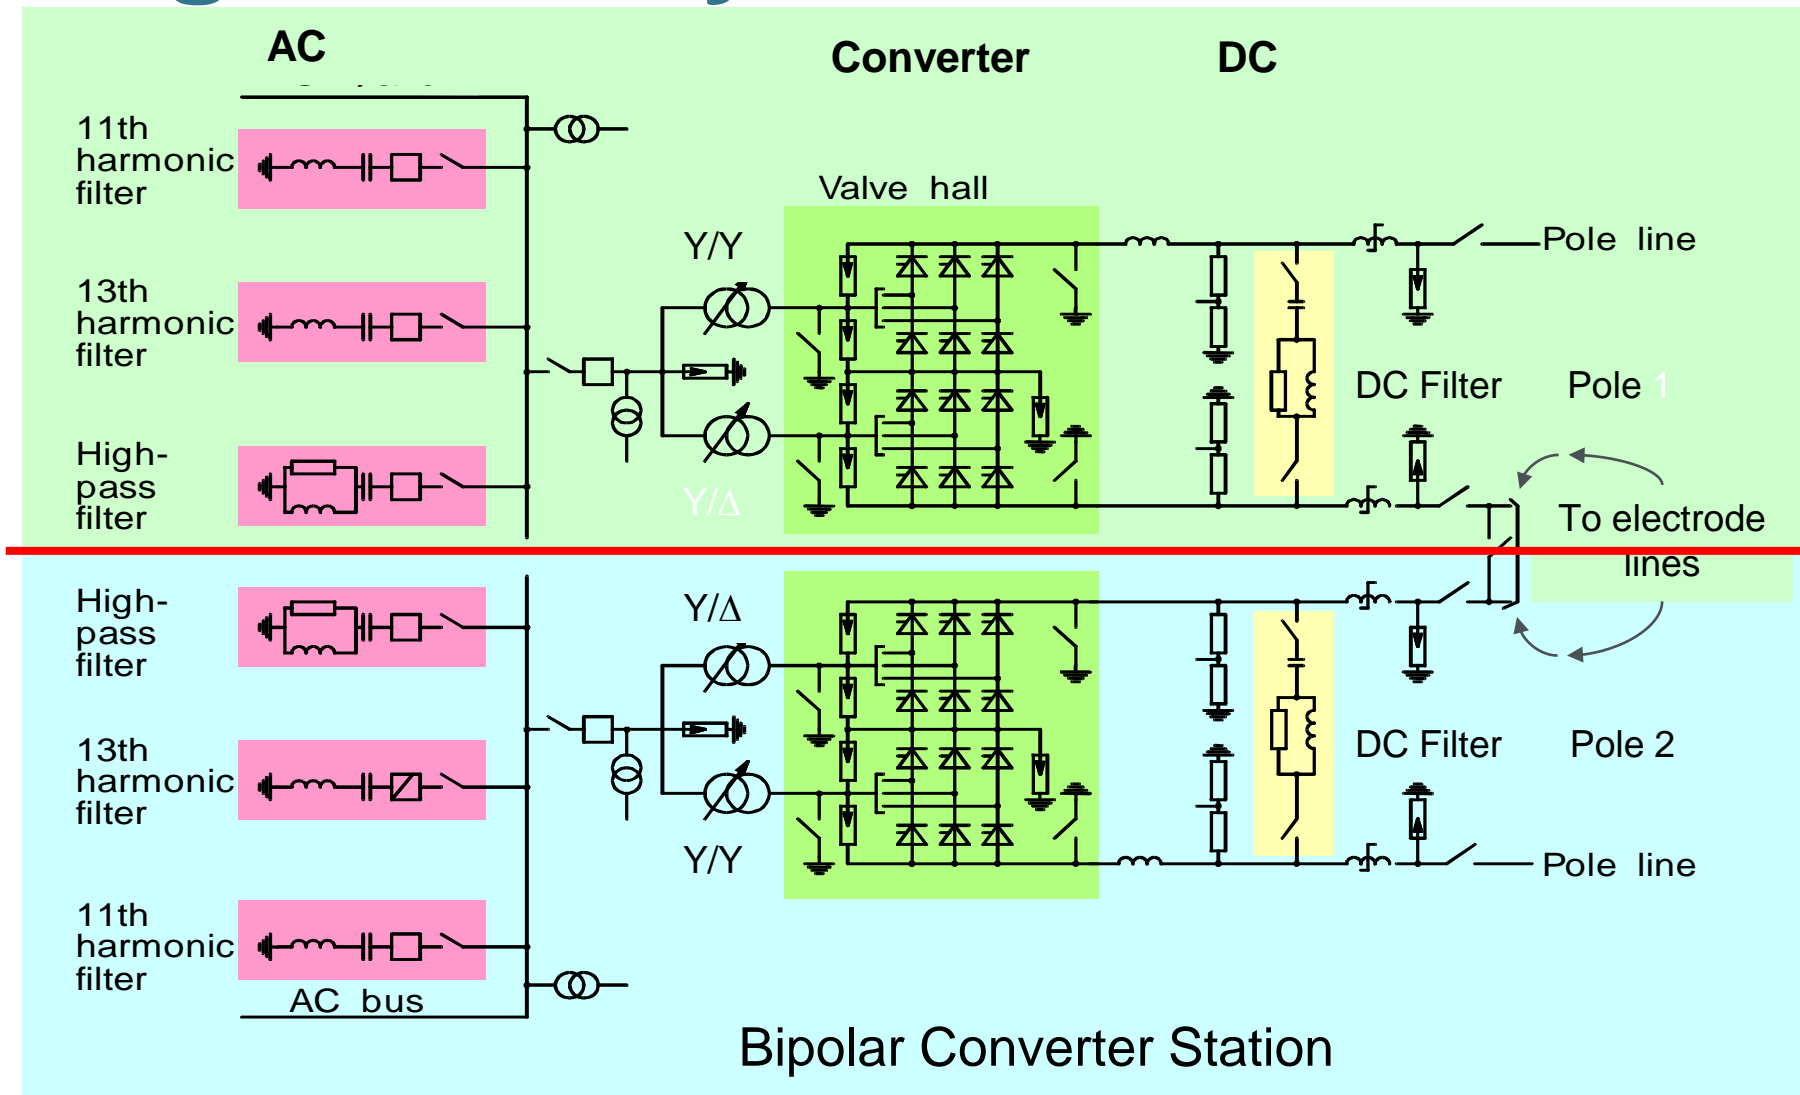 AC
Converter
DC
11th
harmonic
filter
Valve hall
Y/Y
Pole line
13th
harmonic
filter
DC Filter
Pole 1
High-
pass
filter
Y/Δ
To electrode
lines
High-
pass
filter
Y/Δ
13th
harmonic
filter
DC Filter
Pole 2
Y/Y
Pole line
11th
harmonic
filter
AC bus
Bipolar Converter Station